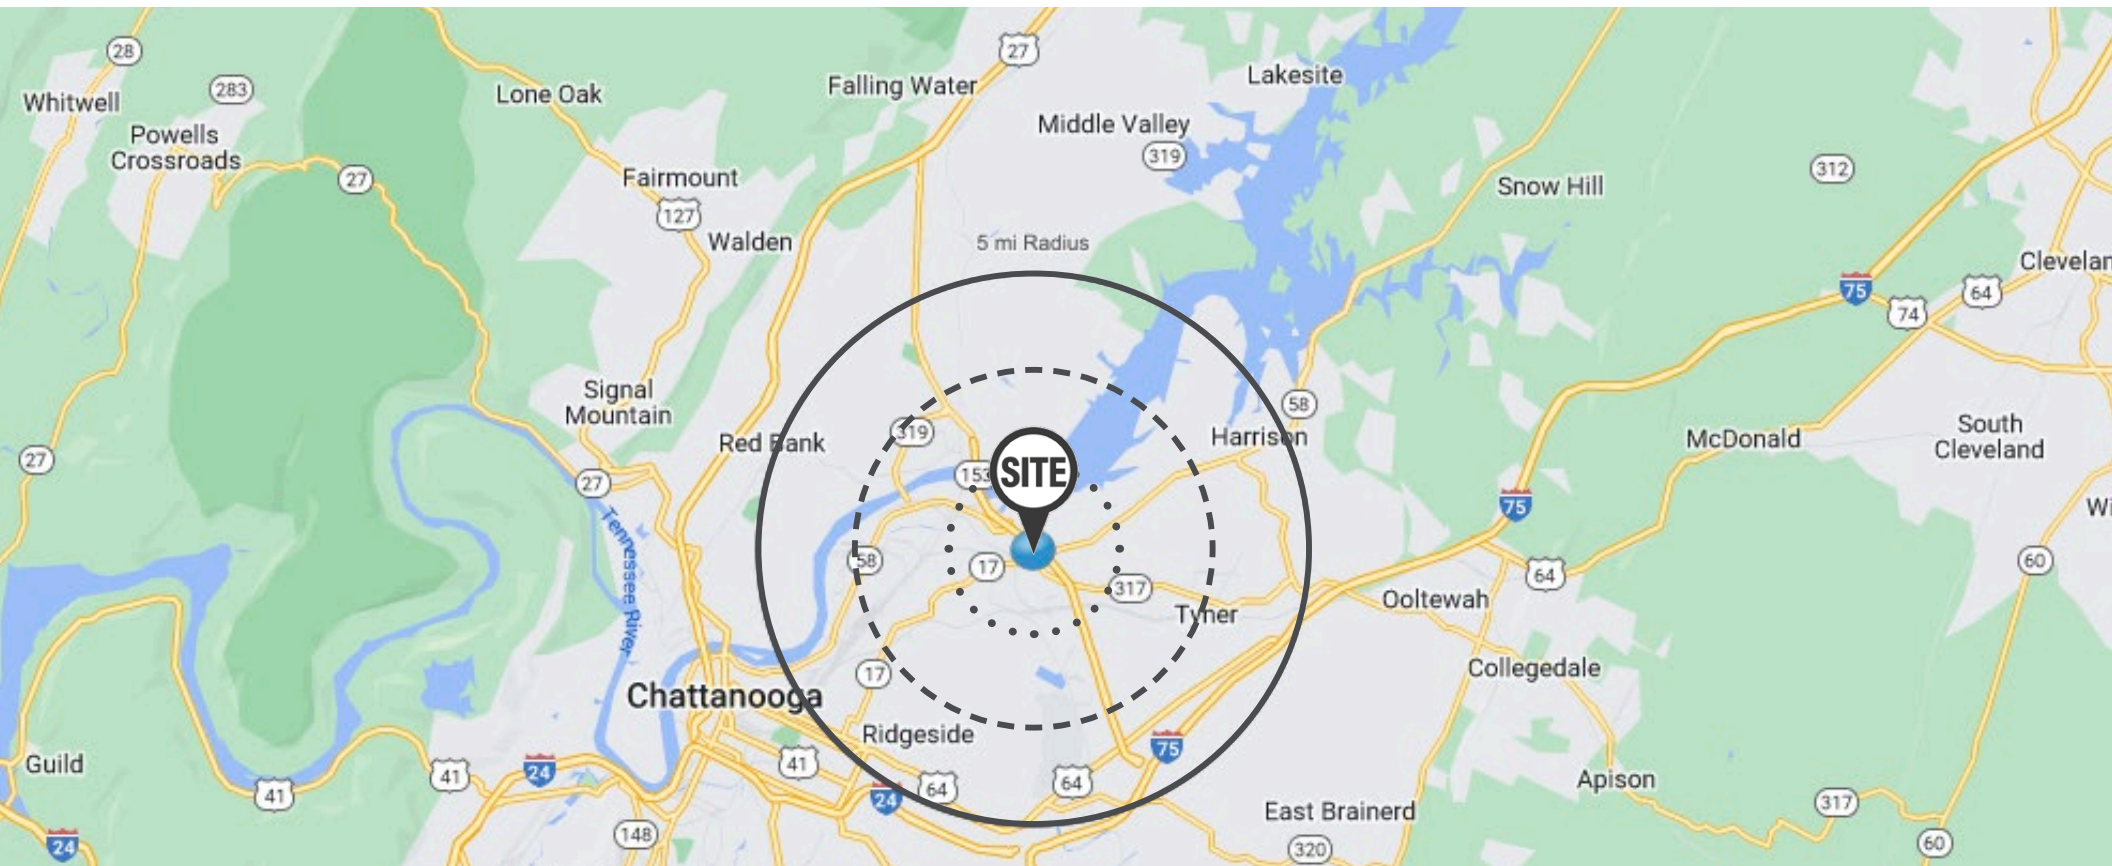 28
27
Lakesite
Whitwell
283
Lone Oak
Falling Water
Middle Valley
319
Powells
Crossroads
27
Fairmount
127
Walden
Snow Hill
312
5 mi Radius
Clevelan
75
64
74
Signal
Mountain
58
Red Bank
319
Harrison
McDonald
South
Cleveland
27
27
153
SITE
75
Wi
Tennessee River
58
17
317
Tyner
Ooltewah
64
60
17
Collegedale
Chattanooga
Ridgeside
75
Guild
41
24
41
41
24
64
64
Apison
East Brainerd
317
24
148
320
60